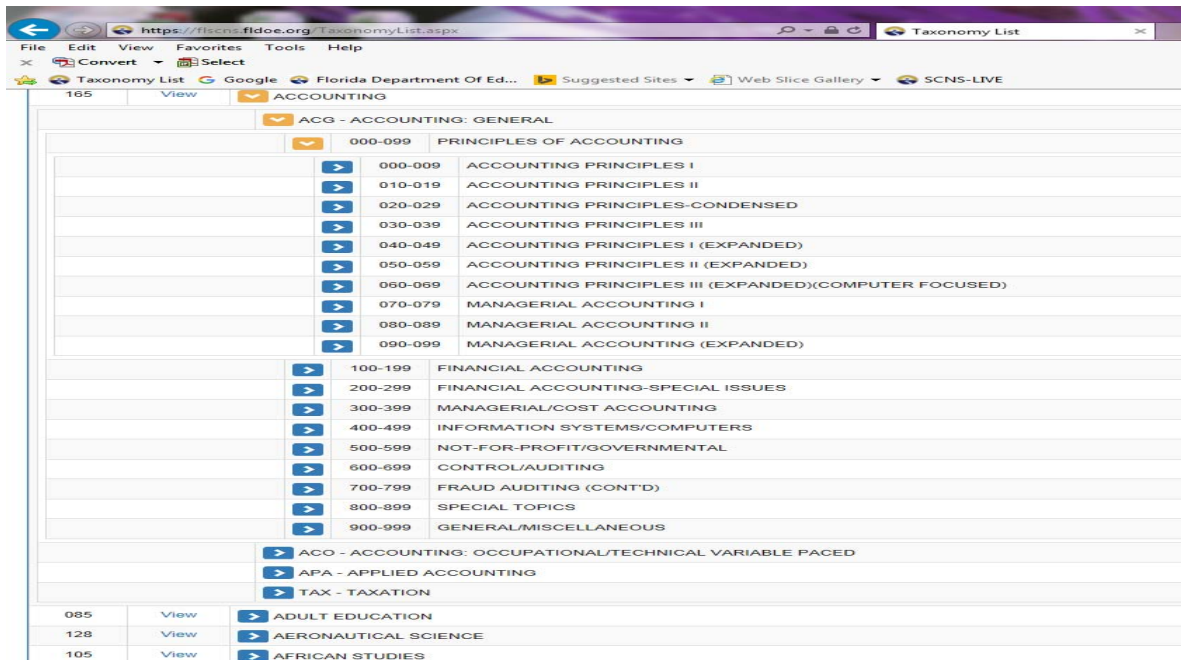 https://flscns.fldoe.org/TaxonomyList.aspx Taxonomy List
File Edit View Favorites Tools Help
Convert Select
Taxonomy List Google Florida Department Of Ed... Suggested Sites Web Slice Gallery SCNS-LIVE
165 View ACCOUNTING
ACG - ACCOUNTING: GENERAL
000-099 PRINCIPLES OF ACCOUNTING
000-009 ACCOUNTING PRINCIPLES I
010-019 ACCOUNTING PRINCIPLES II
020-029 ACCOUNTING PRINCIPLES-CONDENSED
030-039 ACCOUNTING PRINCIPLES III
040-049 ACCOUNTING PRINCIPLES I (EXPANDED)
050-059 ACCOUNTING PRINCIPLES II (EXPANDED)
060-069 ACCOUNTING PRINCIPLES III (EXPANDED)(COMPUTER FOCUSED)
070-079 MANAGERIAL ACCOUNTING I
080-089 MANAGERIAL ACCOUNTING II
090-099 MANAGERIAL ACCOUNTING (EXPANDED)
100-199 FINANCIAL ACCOUNTING
200-299 FINANCIAL ACCOUNTING-SPECIAL ISSUES
300-399 MANAGERIAL/COST ACCOUNTING
400-499 INFORMATION SYSTEMS/COMPUTERS
500-599 NOT-FOR-PROFIT/GOVERNMENTAL
600-699 CONTROL/AUDITING
700-799 FRAUD AUDITING (CONT'D)
800-899 SPECIAL TOPICS
900-999 GENERAL/MISCELLANEOUS
ACO - ACCOUNTING: OCCUPATIONAL/TECHNICAL VARIABLE PACED
APA - APPLIED ACCOUNTING
TAX - TAXATION
085 View ADULT EDUCATION
128 View AERONAUTICAL SCIENCE
105 View AFRICAN STUDIES